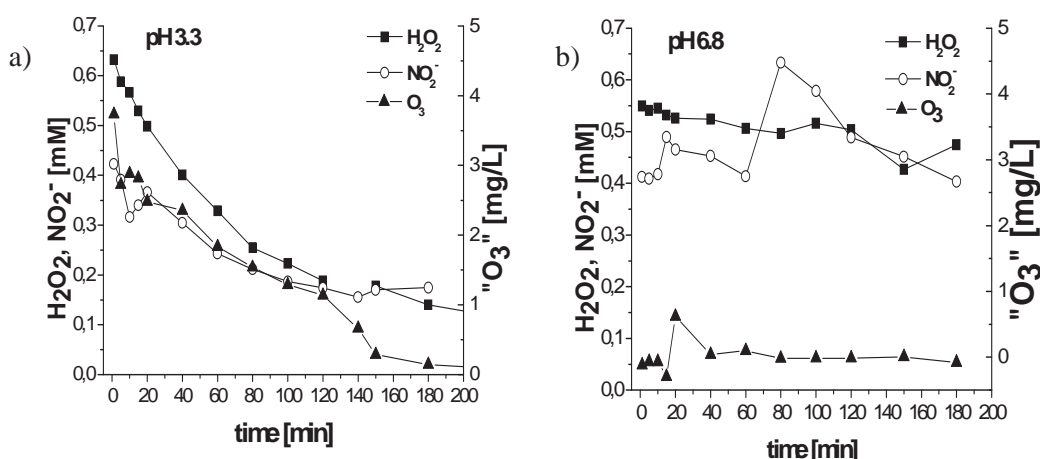 a)
pH3.3
H2O2
NO2-
O3
0,7
0,6
0,5
0,4
0,3
0,2
0,1
0,0
H2O2, NO2- [mM]
5
4
3
2
1
0
"O3" [mg/L]
0 20 40 60 80 100 120 140 160 180 200
time [min]
b)
pH6.8
H2O2
NO2-
O3
0,7
0,6
0,5
0,4
0,3
0,2
0,1
0,0
H2O2, NO2- [mM]
5
4
3
2
1
0
"O3" [mg/L]
0 20 40 60 80 100 120 140 160 180 200
time [min]